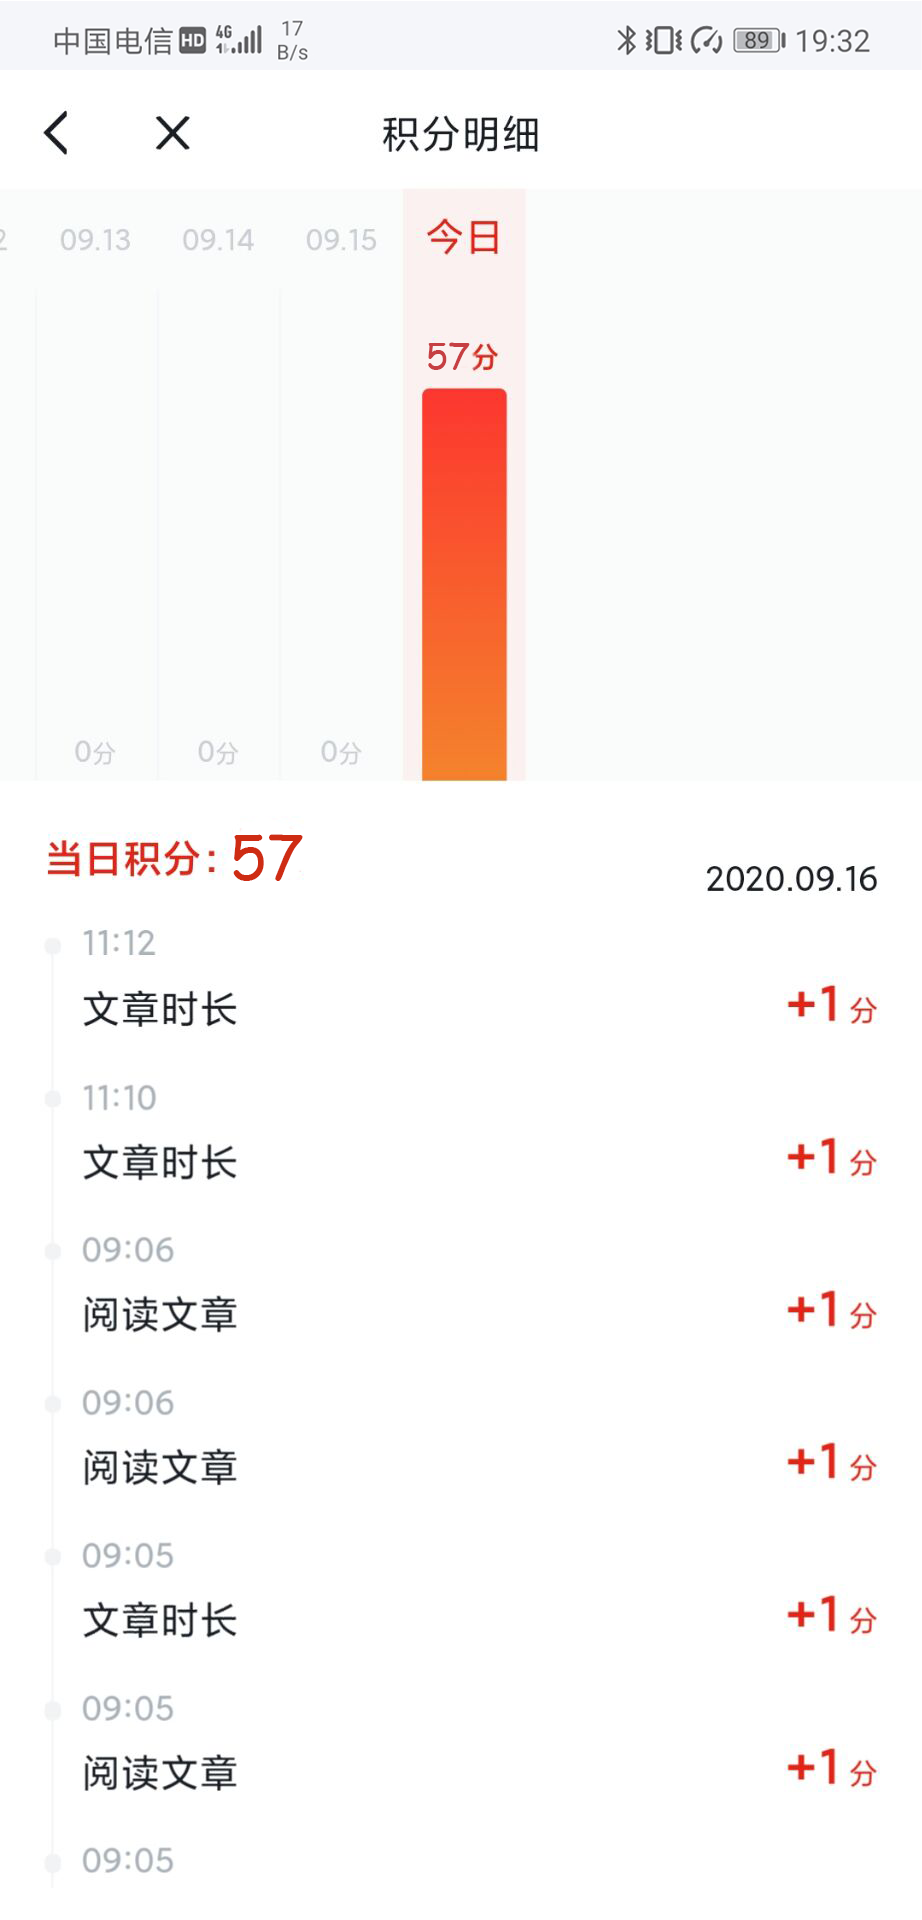 中国电信 HD 4G 17 B/s 89 19:32
积分明细
2 09.13 09.14 09.15 今日
57分
0分 0分 0分
当日积分: 57
2020.09.16
11:12
文章时长 +1分
11:10
文章时长 +1分
09:06
阅读文章 +1分
09:06
阅读文章 +1分
09:05
文章时长 +1分
09:05
阅读文章 +1分
09:05